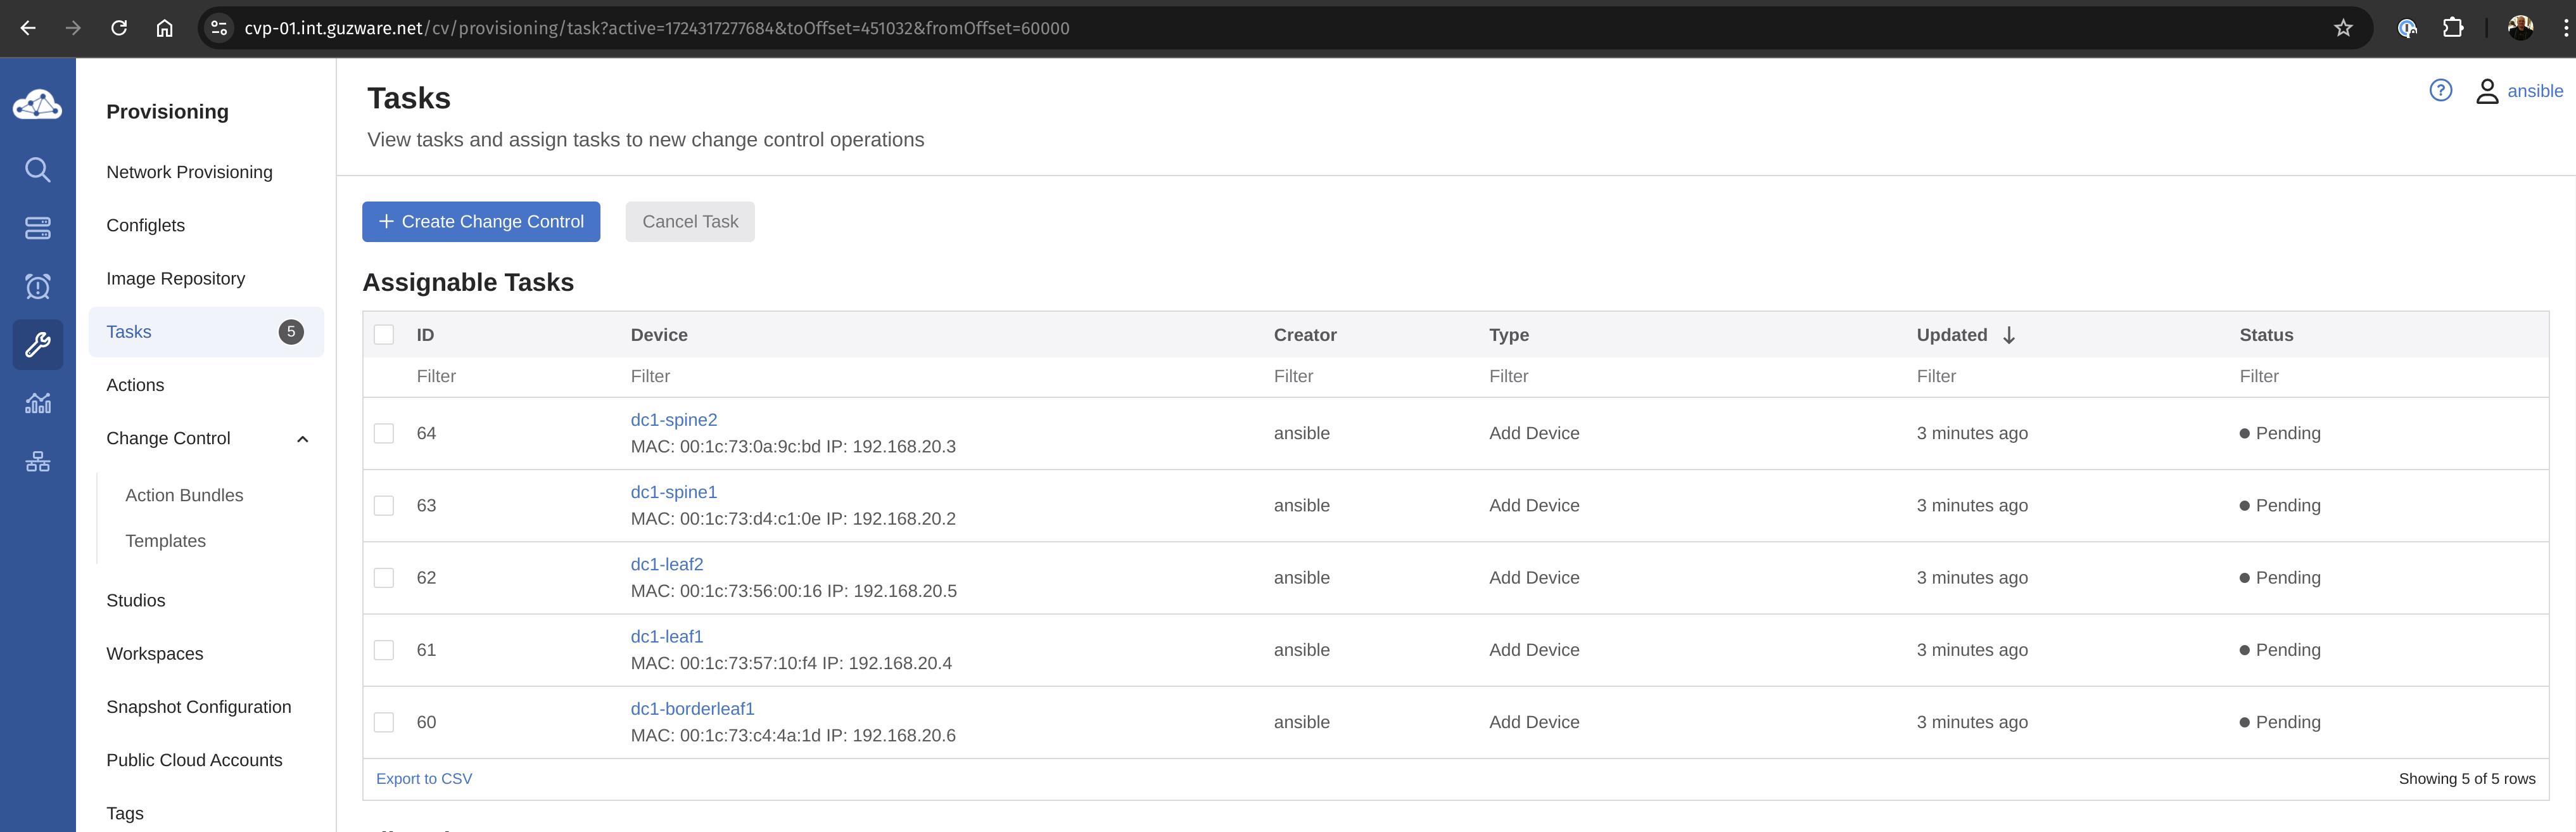 cvp-01.int.guzware.net/cv/provisioning/task?active=1724317277684&toOffset=451032&fromOffset=60000
Provisioning
Network Provisioning
Configlets
Image Repository
Tasks 5
Actions
Change Control
Action Bundles
Templates
Studios
Workspaces
Snapshot Configuration
Public Cloud Accounts
Tags
Tasks
? ansible
View tasks and assign tasks to new change control operations
+ Create Change Control Cancel Task
Assignable Tasks
ID Device Creator Type Updated ↓ Status
Filter Filter Filter Filter Filter Filter
dc1-spine2
64 ansible Add Device 3 minutes ago Pending
MAC: 00:1c:73:0a:9c:bd IP: 192.168.20.3
dc1-spine1
63 ansible Add Device 3 minutes ago Pending
MAC: 00:1c:73:d4:c1:0e IP: 192.168.20.2
dc1-leaf2
62 ansible Add Device 3 minutes ago Pending
MAC: 00:1c:73:56:00:16 IP: 192.168.20.5
dc1-leaf1
61 ansible Add Device 3 minutes ago Pending
MAC: 00:1c:73:57:10:f4 IP: 192.168.20.4
dc1-borderleaf1
60 ansible Add Device 3 minutes ago Pending
MAC: 00:1c:73:c4:4a:1d IP: 192.168.20.6
Export to CSV Showing 5 of 5 rows